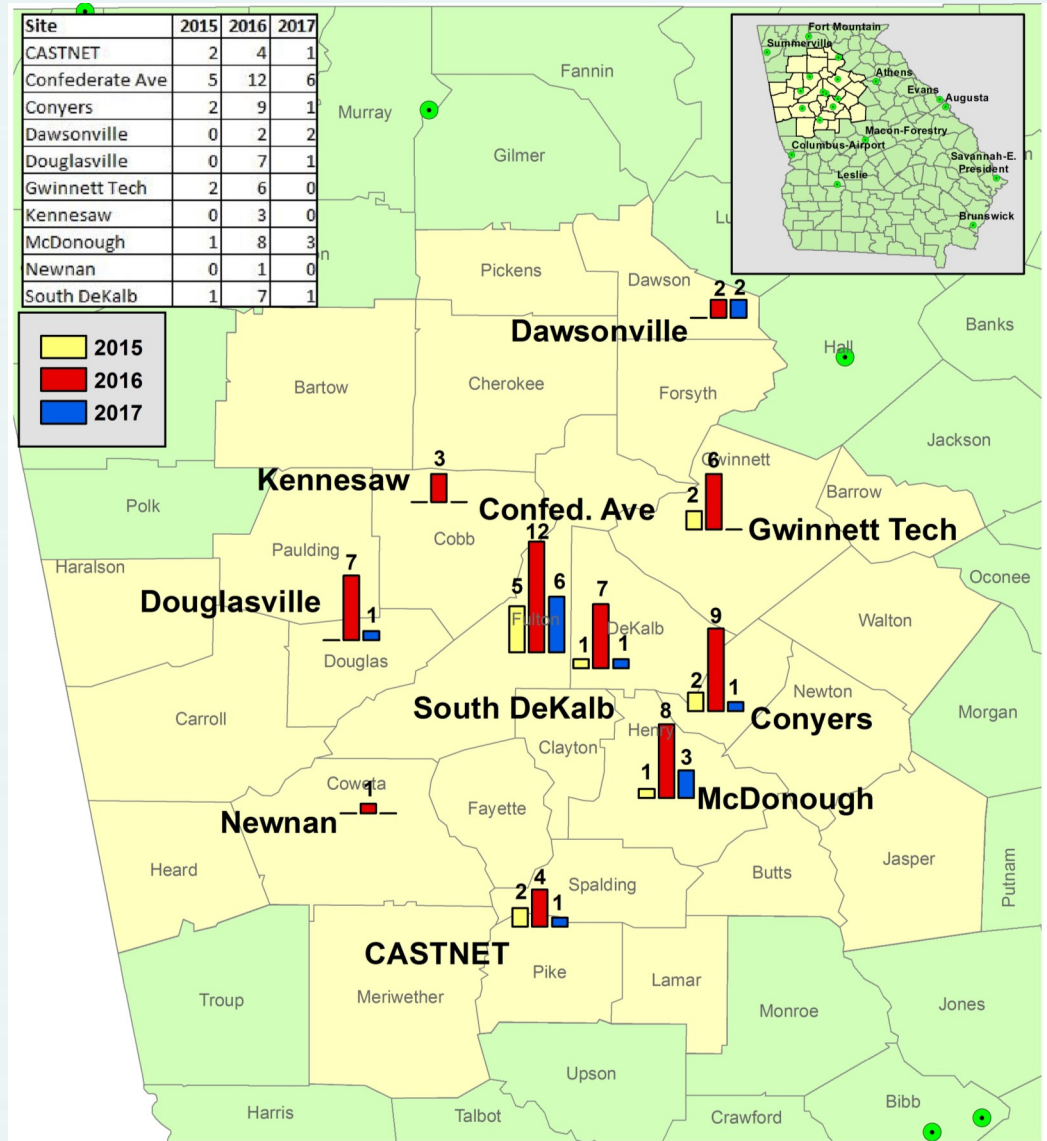 Site 2015 2016 2017
CASTNET 2 4 1
Confederate Ave 5 12 6
Conyers 2 9 1
Dawsonville 0 2 2
Douglasville 0 7 1
Gwinnett Tech 2 6 0
Kennesaw 0 3 0
McDonough 1 8 3
Newnan 0 1 0
South DeKalb 1 7 1
2015
2016
2017
Fort Mountain
Summerville
Athens
Evans
Augusta
Macon-Forestry
Columbus-Airport
Savannah-E.
President
Leslie
Brunswick
Fannin
Murray
Gilmer
Lu
n
n
Pickens
Dawson
2 2
Dawsonville
Banks
Hall
Bartow
Cherokee
Forsyth
Jackson
3
Kennesaw
Gwinnett
6
2
Gwinnett Tech
Barrow
Polk
Confed. Ave
12
5
6
Fulton
Cobb
Paulding
Haralson
7
1
Douglasville
Douglas
7
1
1
DeKalb
South DeKalb
Oconee
Walton
9
2
1
Conyers
Newton
Morgan
Carroll
Clayton
Henry
8
1
3
McDonough
Coweta
1
Newnan
Fayette
Heard
Butts
Jasper
Putnam
4
2
1
Spalding
CASTNET
Pike
Lamar
Meriwether
Troup
Monroe
Jones
Upson
Harris
Talbot
Crawford
Bibb